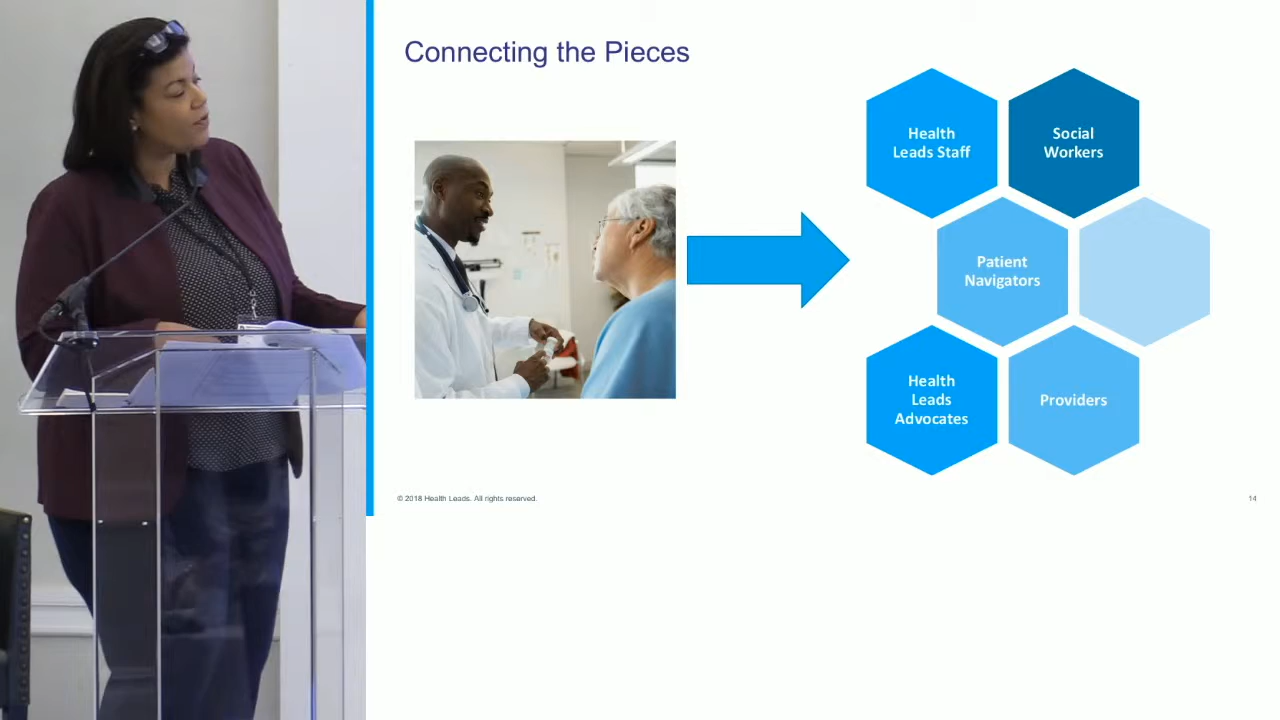 Connecting the Pieces
Health
Leads Staff
Social
Workers
Patient
Navigators
Health
Leads
Advocates
Providers
© 2018 Health Leads. All rights reserved.
14